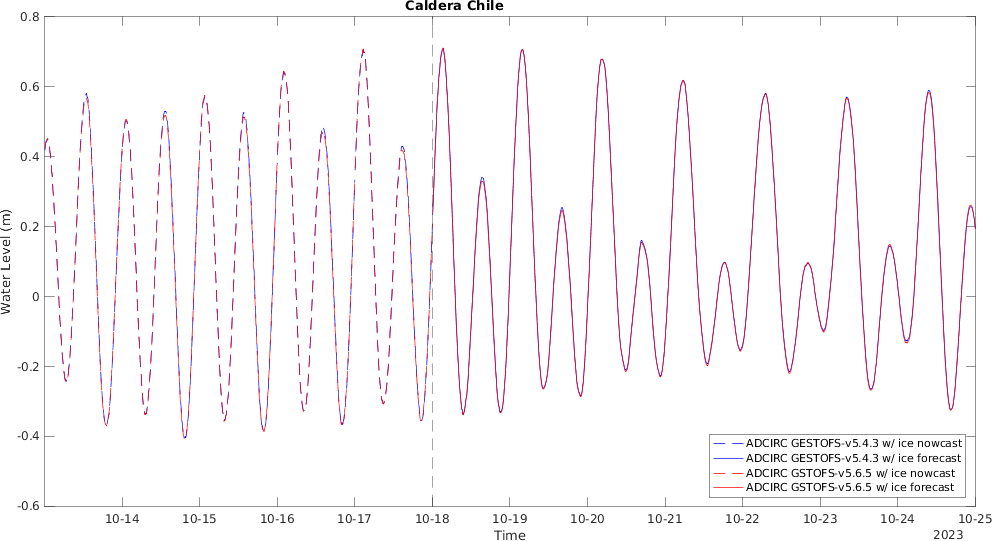 Caldera Chile
0.8
0.6
0.4
0.2
0
-0.2
-0.4
-0.6
Water Level (m)
ADCIRC GESTOFS-v5.4.3 w/ ice nowcast
ADCIRC GESTOFS-v5.4.3 w/ ice forecast
ADCIRC GSTOFS-v5.6.5 w/ ice nowcast
ADCIRC GSTOFS-v5.6.5 w/ ice forecast
10-14 10-15 10-16 10-17 10-18 10-19 10-20 10-21 10-22 10-23 10-24 10-25
Time
2023